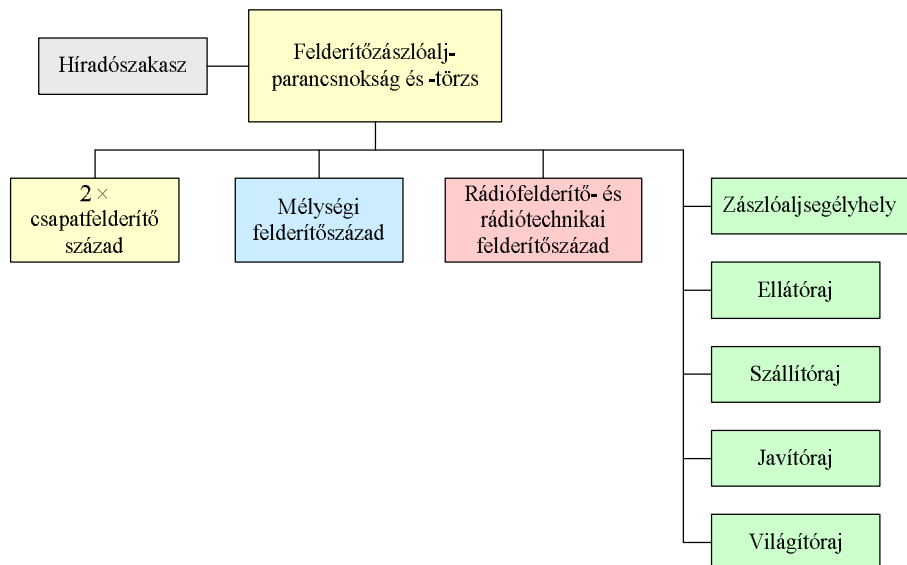 Felderítőzászlóalj-
parancsnokság és -törzs
Híradószakasz
2 ×
csapatfelderítő
század
Mélységi
felderítőszázad
Rádiófelderítő- és
rádiótechnikai
felderítőszázad
Zászlóaljsegélyhely
Ellátóraj
Szállítóraj
Javítóraj
Világítóraj